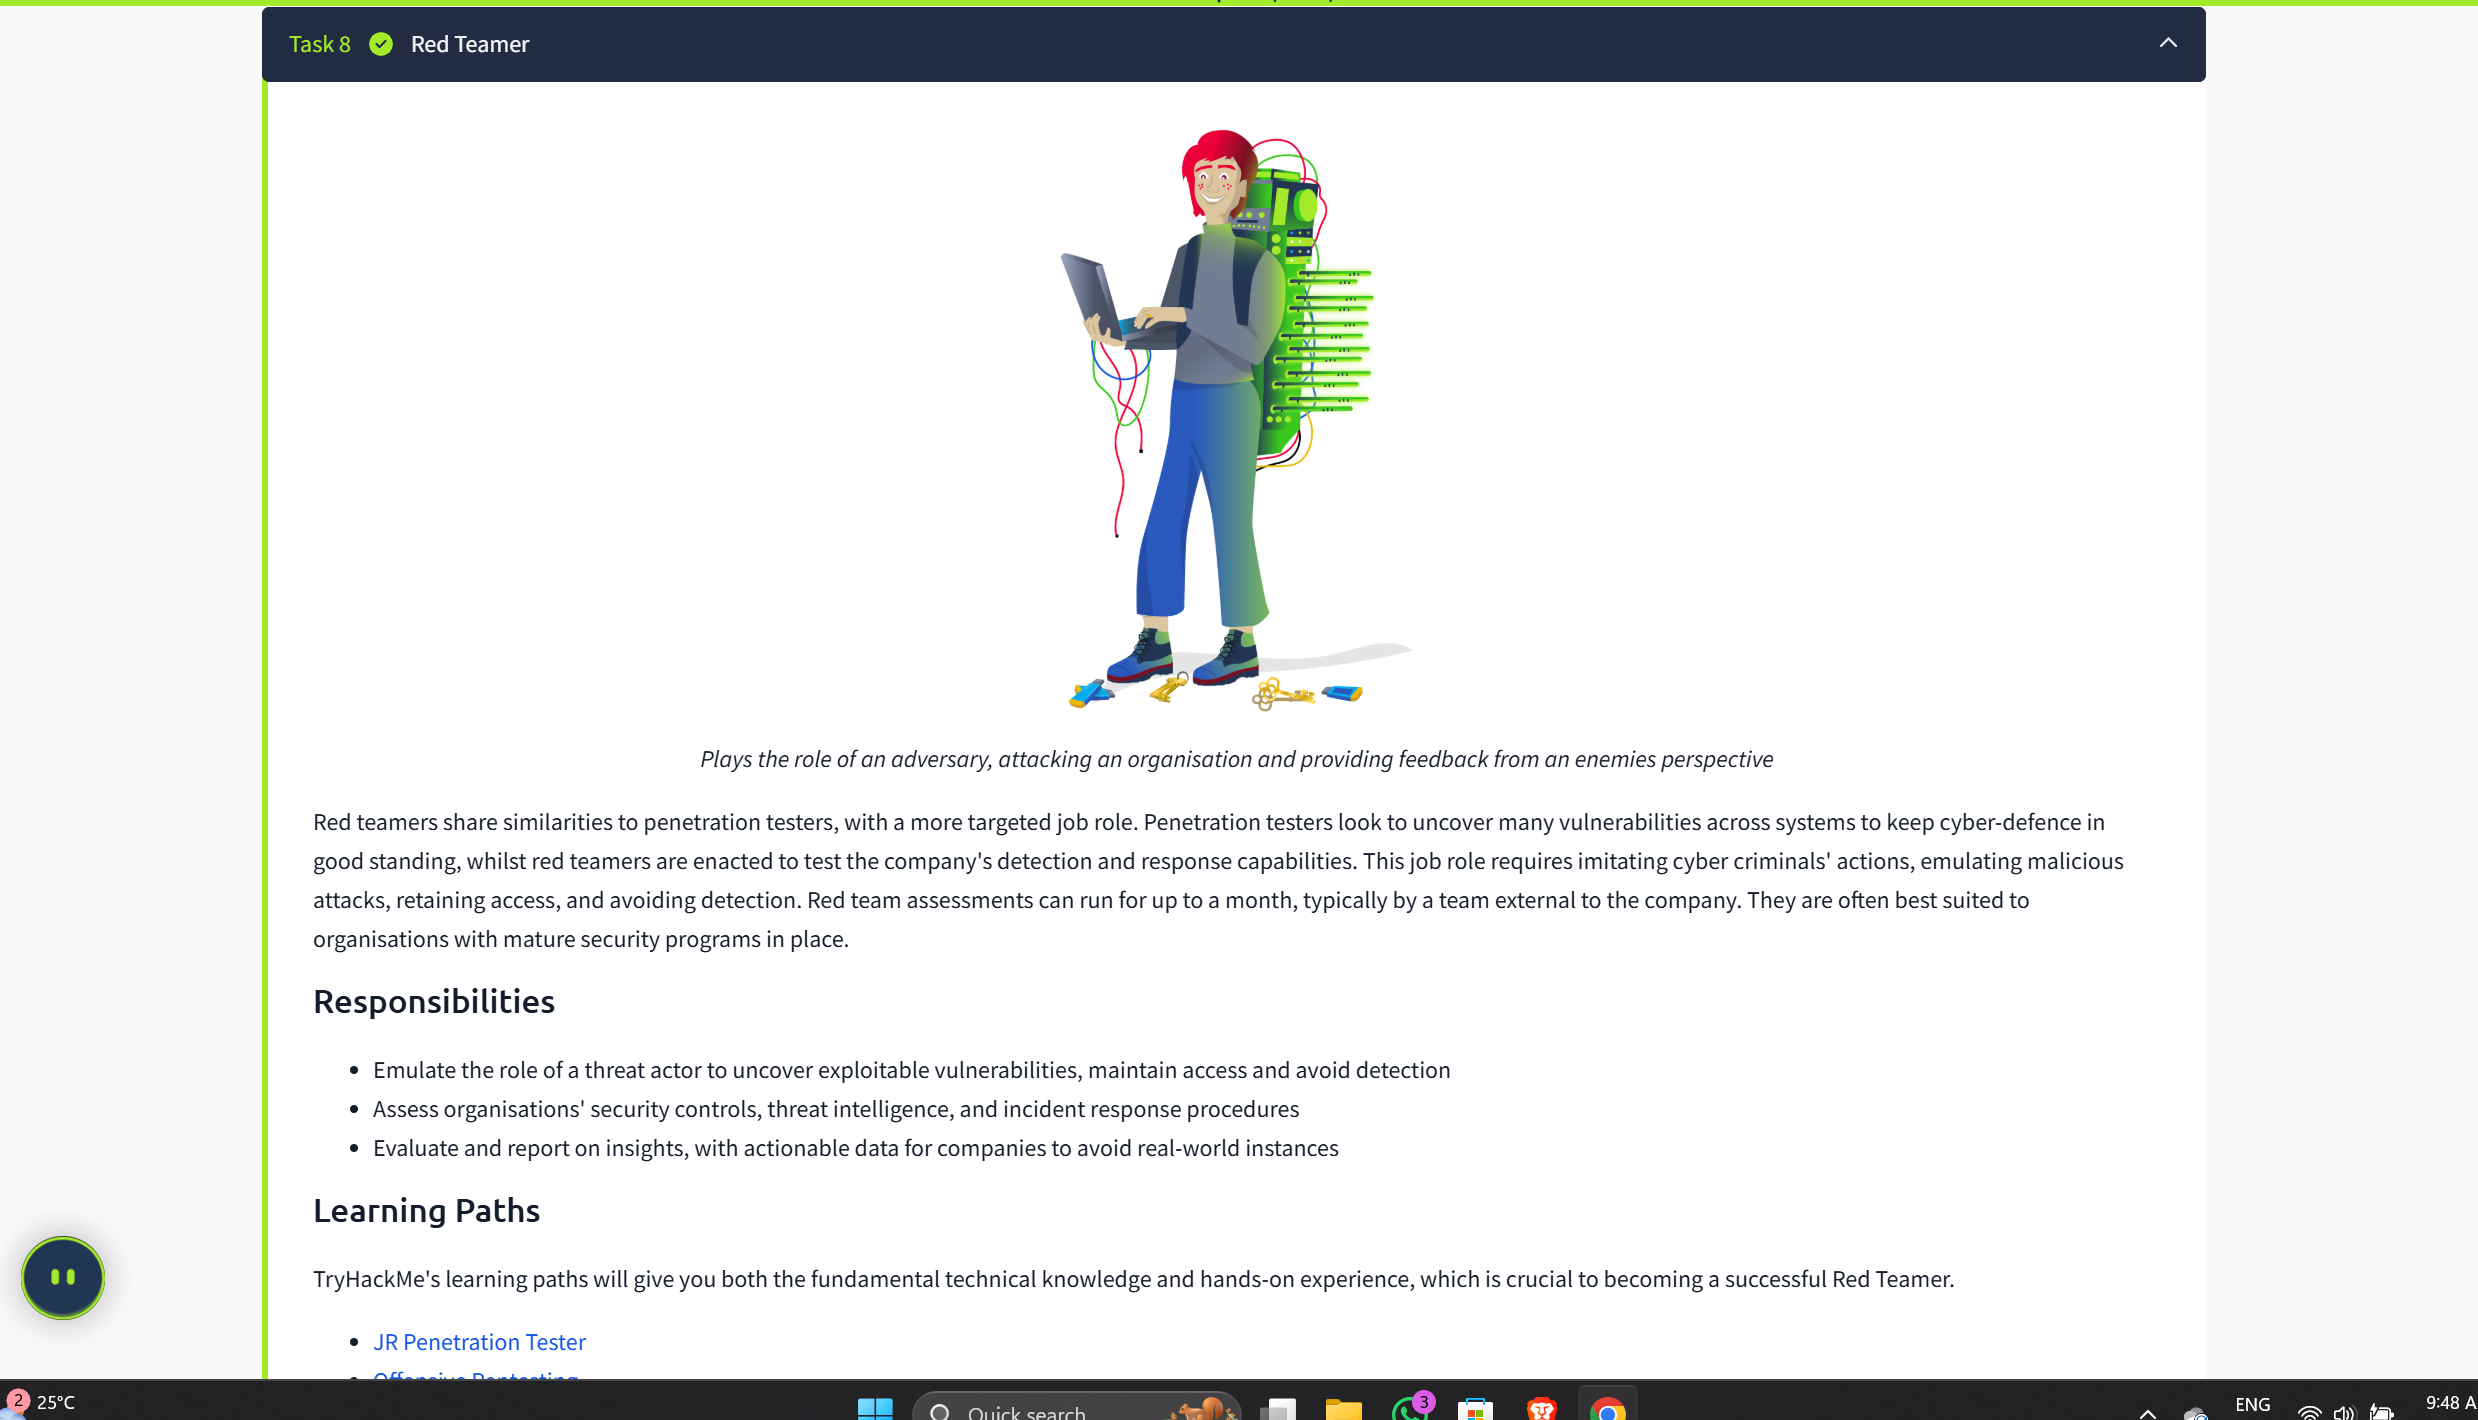 Task 8 Red Teamer
Plays the role of an adversary, attacking an organisation and providing feedback from an enemies perspective
Red teamers share similarities to penetration testers, with a more targeted job role. Penetration testers look to uncover many vulnerabilities across systems to keep cyber-defence in
good standing, whilst red teamers are enacted to test the company's detection and response capabilities. This job role requires imitating cyber criminals' actions, emulating malicious
attacks, retaining access, and avoiding detection. Red team assessments can run for up to a month, typically by a team external to the company. They are often best suited to
organisations with mature security programs in place.
Responsibilities
Emulate the role of a threat actor to uncover exploitable vulnerabilities, maintain access and avoid detection
Assess organisations' security controls, threat intelligence, and incident response procedures
Evaluate and report on insights, with actionable data for companies to avoid real-world instances
Learning Paths
TryHackMe's learning paths will give you both the fundamental technical knowledge and hands-on experience, which is crucial to becoming a successful Red Teamer.
JR Penetration Tester
Offensive Pentesting
2 25°C Quick search 3 ENG 9:48 A